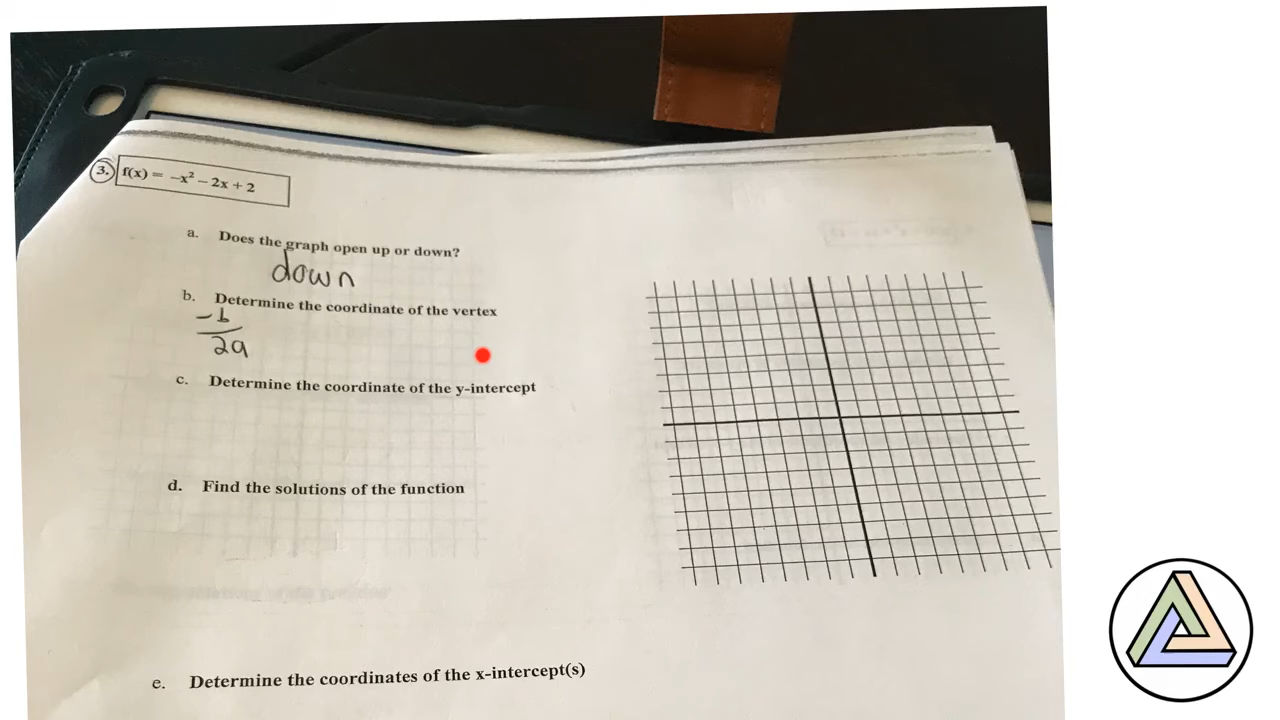 3. f(x) = −x² − 2x + 2
a. Does the graph open up or down?
down
b. Determine the coordinate of the vertex
−b
2a
c. Determine the coordinate of the y-intercept
d. Find the solutions of the function
e. Determine the coordinates of the x-intercept(s)